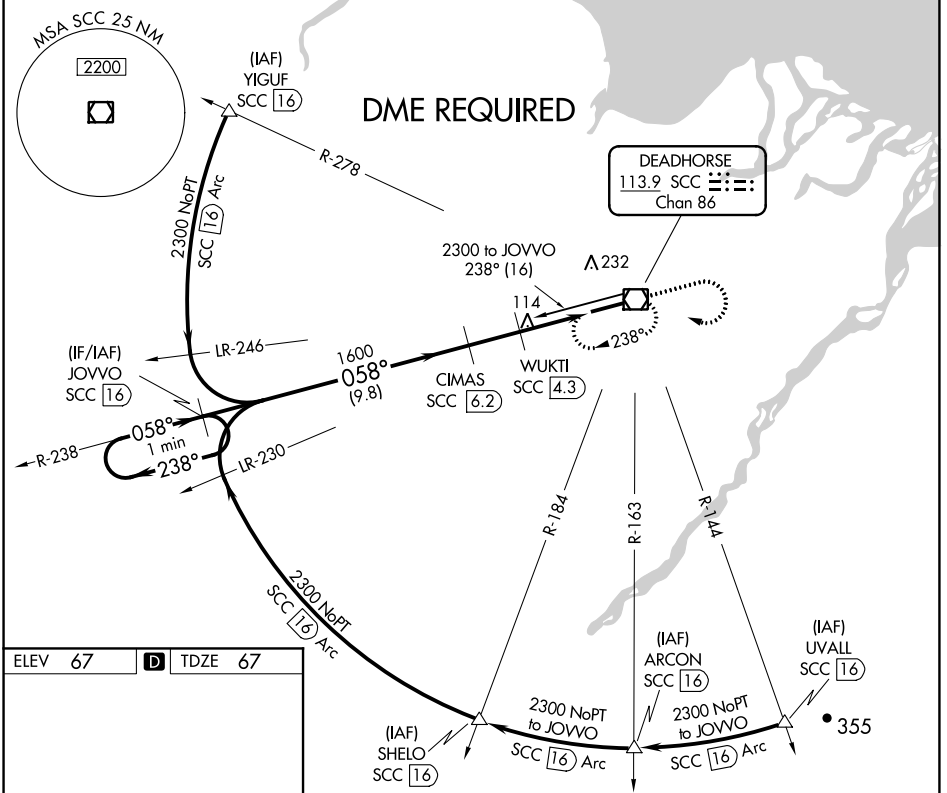 MSA SCC 25 NM
2200
(IAF)
YIGUF
SCC 16
DME REQUIRED
R-278
DEADHORSE
113.9 SCC
Chan 86
2300 NoPT
SCC 16 Arc
2300 to JOVVO
238° (16)
232
114
238°
LR-246
(IF/IAF)
JOVVO
SCC 16
1600
058°
(9.8)
CIMAS
SCC 6.2
WUKTI
SCC 4.3
058°
1 min
238°
R-238
LR-230
R-184
R-163
R-144
2300 NoPT
SCC 16 Arc
(IAF)
UVALL
SCC 16
(IAF)
ARCON
SCC 16
355
ELEV 67 D TDZE 67
2300 NoPT
to JOVVO
SCC 16 Arc
2300 NoPT
to JOVVO
SCC 16 Arc
(IAF)
SHELO
SCC 16